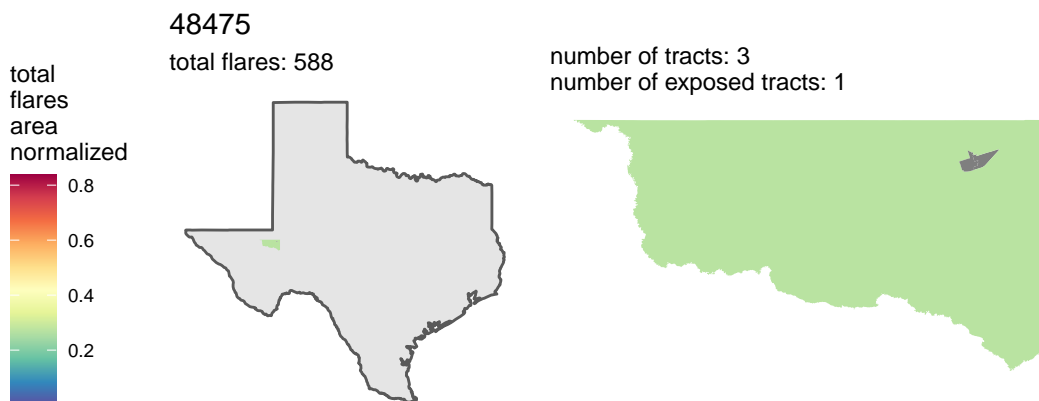 48475
total flares: 588
number of tracts: 3
number of exposed tracts: 1
total
flares
area
normalized
0.8
0.6
0.4
0.2